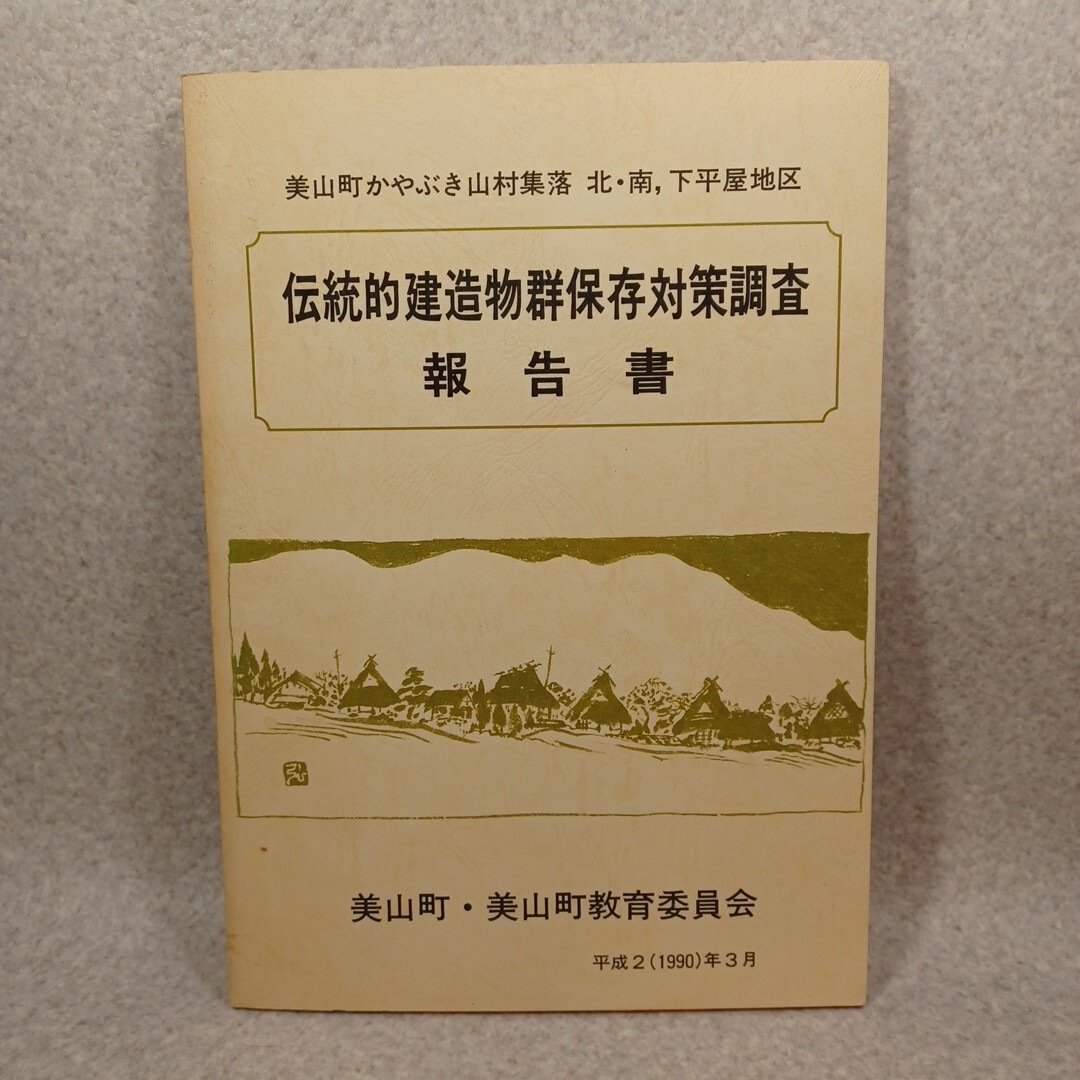 美山町かやぶき山村集落 北・南,下平屋地区
伝統的建造物群保存対策調査
報告書
美山町・美山町教育委員会
平成2(1990)年3月